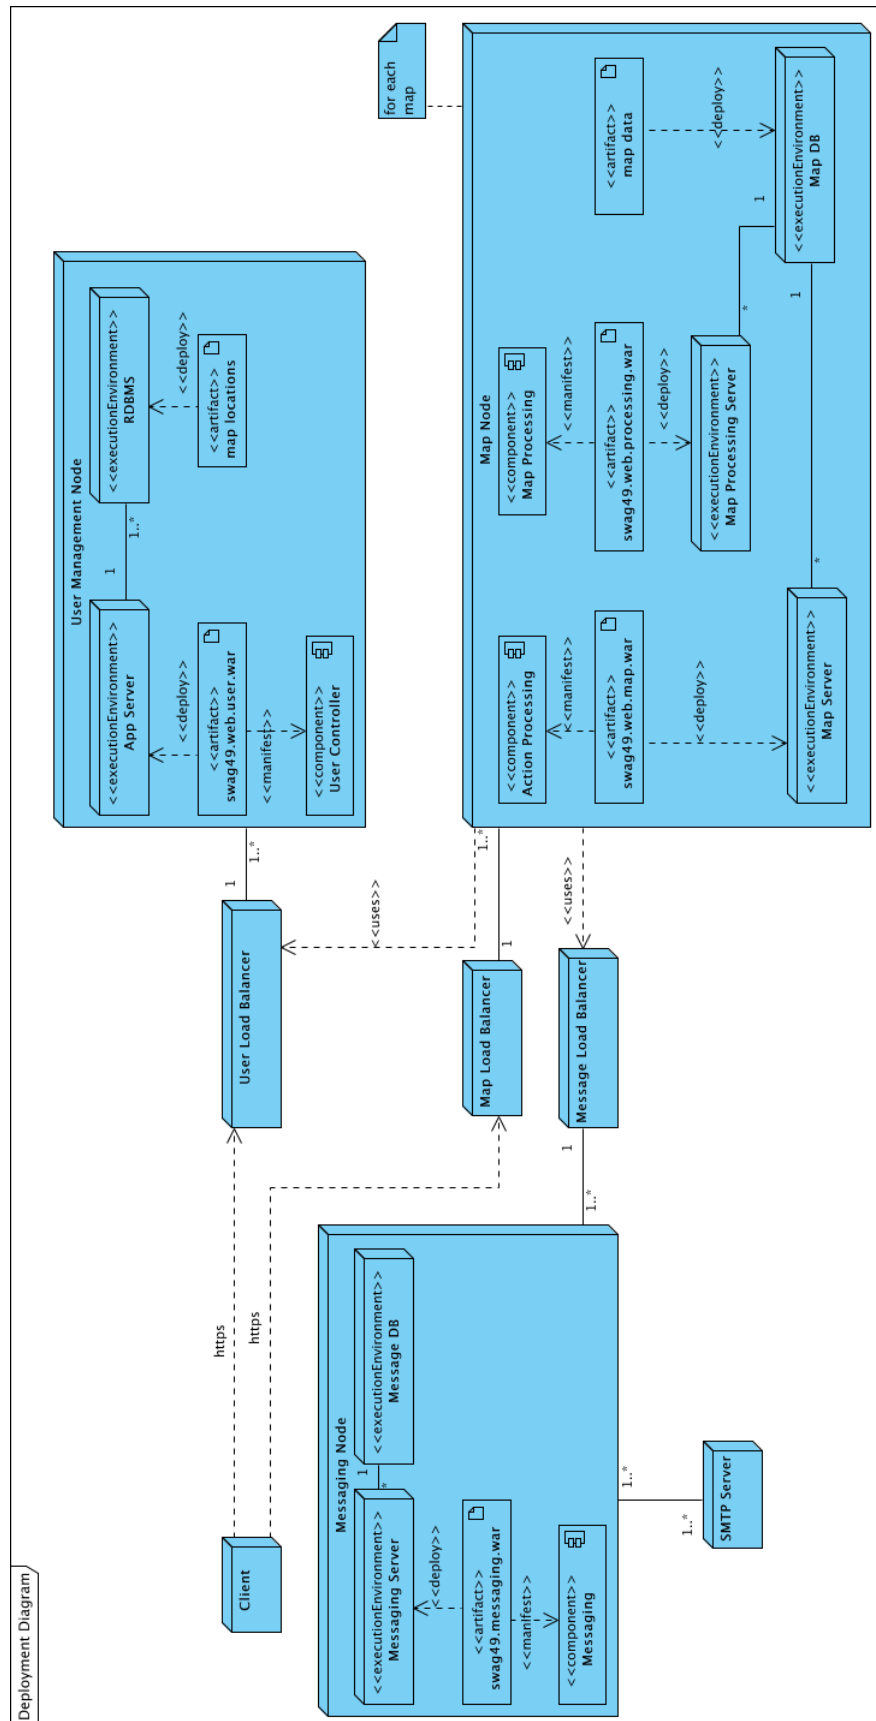 Deployment Diagram
Client
https
https
User Load Balancer
1
1..*
User Management Node
<<executionEnvironment>>
App Server
1
1..*
<<executionEnvironment>>
RDBMS
<<deploy>>
<<deploy>>
<<artifact>>
swag49.web.user.war
<<artifact>>
map locations
<<manifest>>
<<component>>
User Controller
<<uses>>
Map Load Balancer
1
1..*
<<uses>>
Message Load Balancer
1
1..*
Messaging Node
<<executionEnvironment>>
Messaging Server
*
1
<<executionEnvironment>>
Message DB
<<deploy>>
<<artifact>>
swag49.messaging.war
<<manifest>>
<<component>>
Messaging
1..*
1..*
SMTP Server
for each
map
Map Node
<<component>>
Action Processing
<<component>>
Map Processing
<<manifest>>
<<manifest>>
<<artifact>>
swag49.web.map.war
<<artifact>>
swag49.web.processing.war
<<artifact>>
map data
<<deploy>>
<<deploy>>
<<deploy>>
<<executionEnvironment>>
Map Processing Server
*
1
<<executionEnvironment>>
Map Server
*
1
<<executionEnvironment>>
Map DB